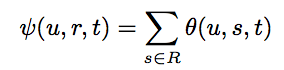 ψ(u, r, t) = ∑_{s∈R} θ(u, s, t)